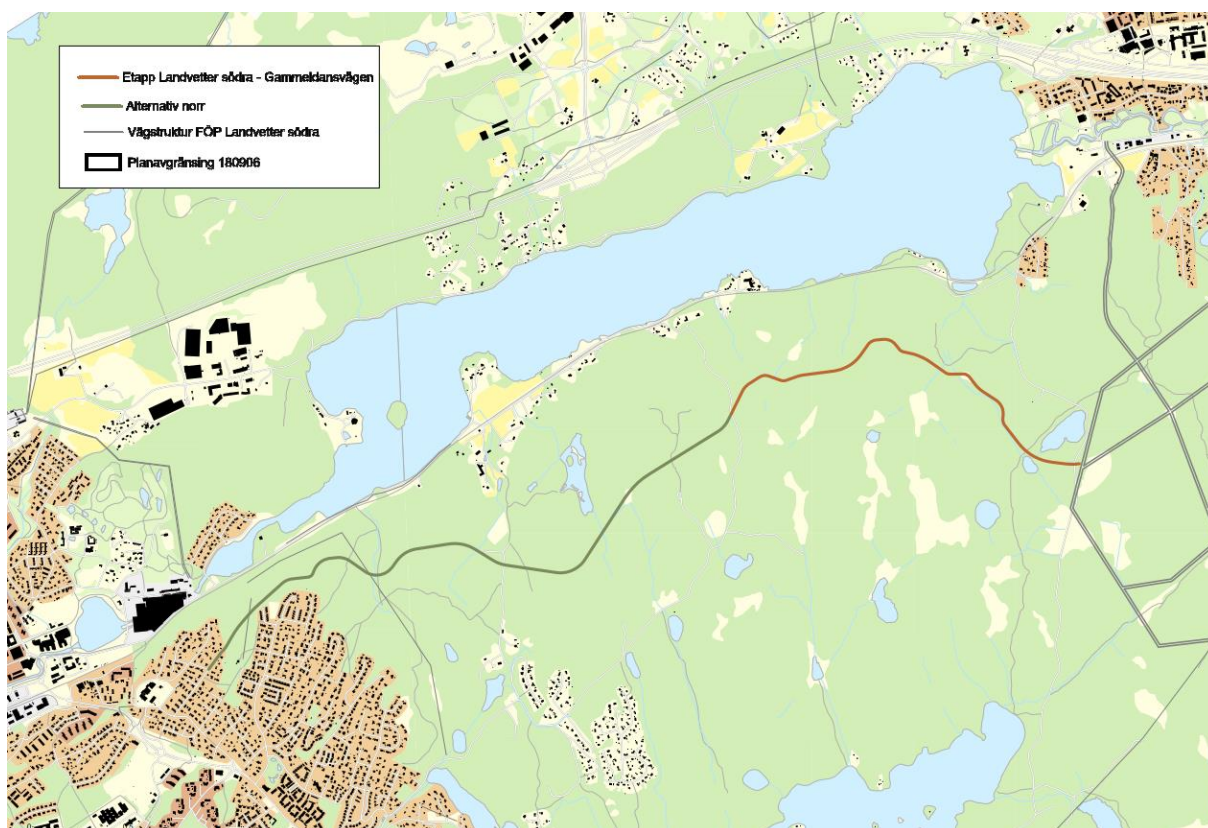 Etapp Landvetter södra - Gammeldansvägen
Alternativ norr
Vägstruktur FÖP Landvetter södra
Planavgränsing 180906